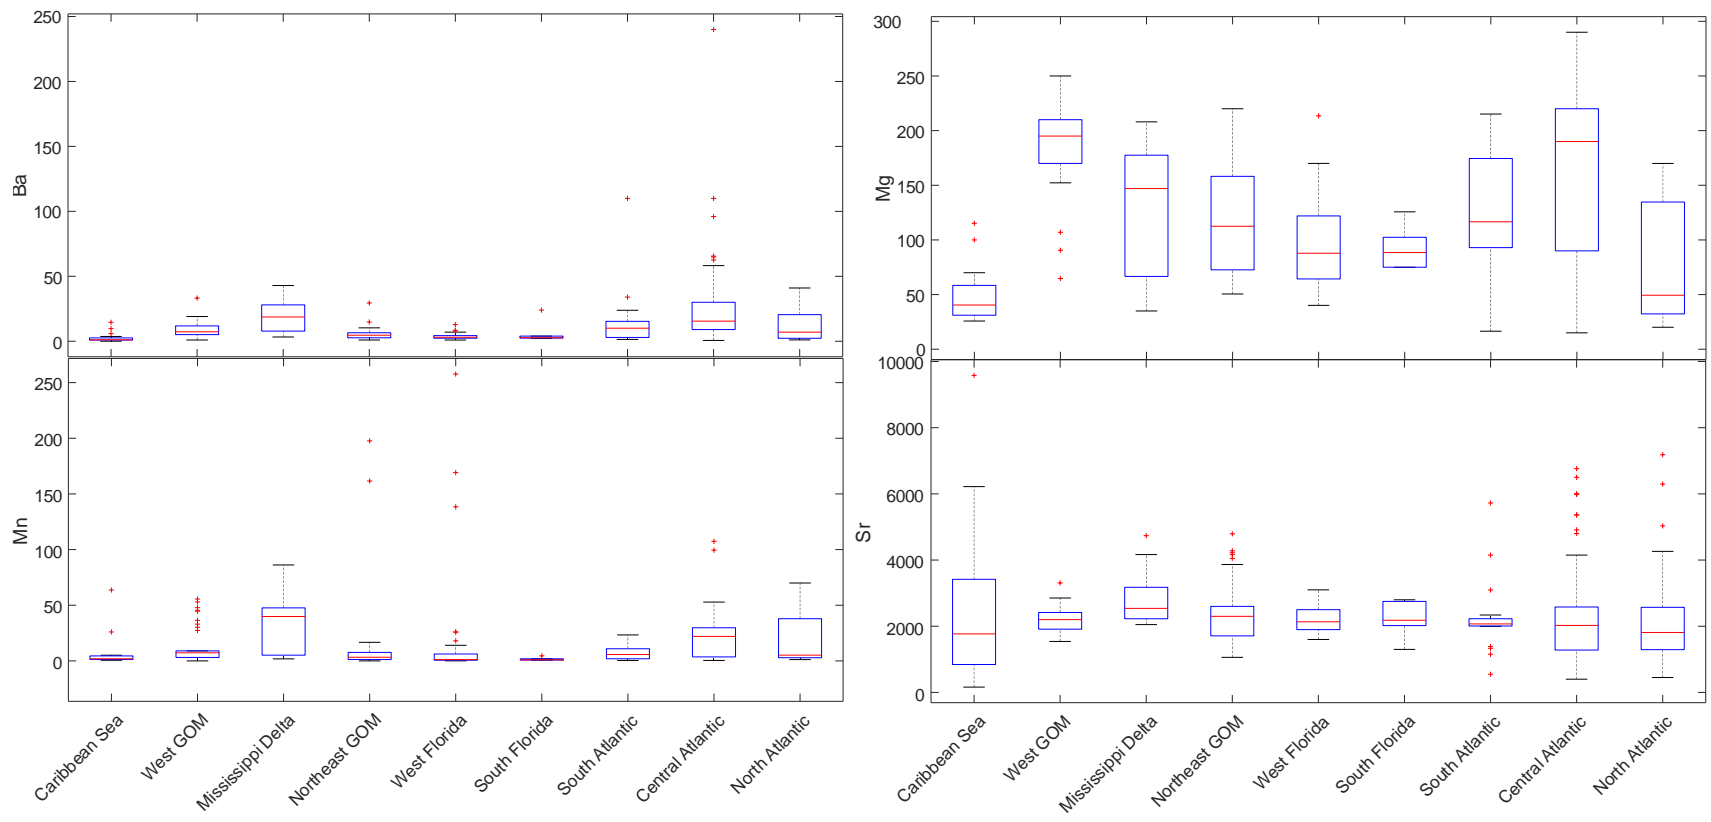 250
200
150
100
50
0
Ba
300
250
200
150
100
50
0
Mg
250
200
150
100
50
0
Mn
10000
8000
6000
4000
2000
0
Sr
Caribbean Sea
West GOM
Mississippi Delta
Northeast GOM
West Florida
South Florida
South Atlantic
Central Atlantic
North Atlantic
Caribbean Sea
West GOM
Mississippi Delta
Northeast GOM
West Florida
South Florida
South Atlantic
Central Atlantic
North Atlantic